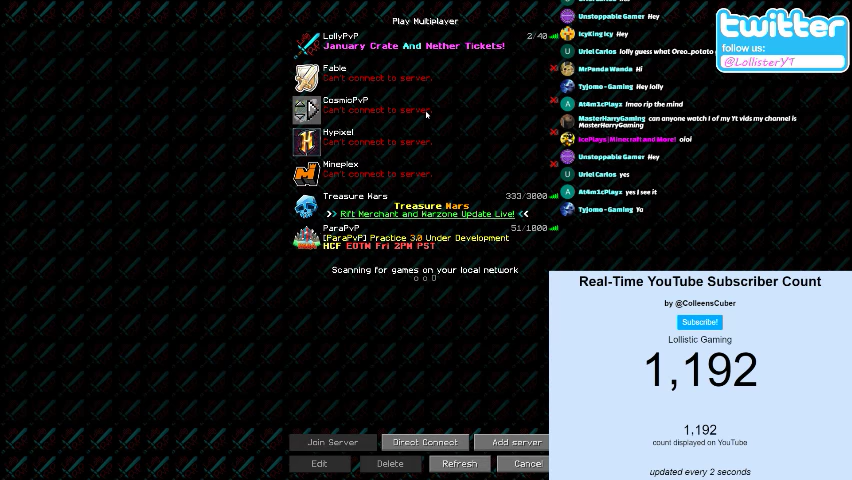 Play Multiplayer
LollyPvP 2/40
January Crate And Nether Tickets!
Fable
Can't connect to server.
CosmicPvP
Can't connect to server.
Hypixel
Can't connect to server.
Mineplex
Can't connect to server.
Treasure Wars 333/3000
Treasure Wars
Rift Merchant and Warzone Update Live!
ParaPvP 51/1000
[ParaPvP] Practice 3.0 Under Development
HCF EOTW Fri 2PM PST
Scanning for games on your local network
Join Server Direct Connect Add server
Edit Delete Refresh Cancel
Unstoppable Gamer Hey
IcyKing Icy Hey
Uriel Carlos lolly guess what Oreo_potato
MrPanda Wanda Hi
Tyjomo - Gaming Hey lolly
At4m1cPlayz lmao rip the mind
MasterHarryGaming can anyone watch 1 of my Yt vids my channel is
MasterHarryGaming
IcePlays |Minecraft and More! olol
Unstoppable Gamer Hey
Uriel Carlos yes
At4m1cPlayz yes I see it
Tyjomo - Gaming Ya
twitter
follow us:
@LollisterYT
Real-Time YouTube Subscriber Count
by @ColleensCuber
Subscribe!
Lollistic Gaming
1,192
1,192
count displayed on YouTube
updated every 2 seconds